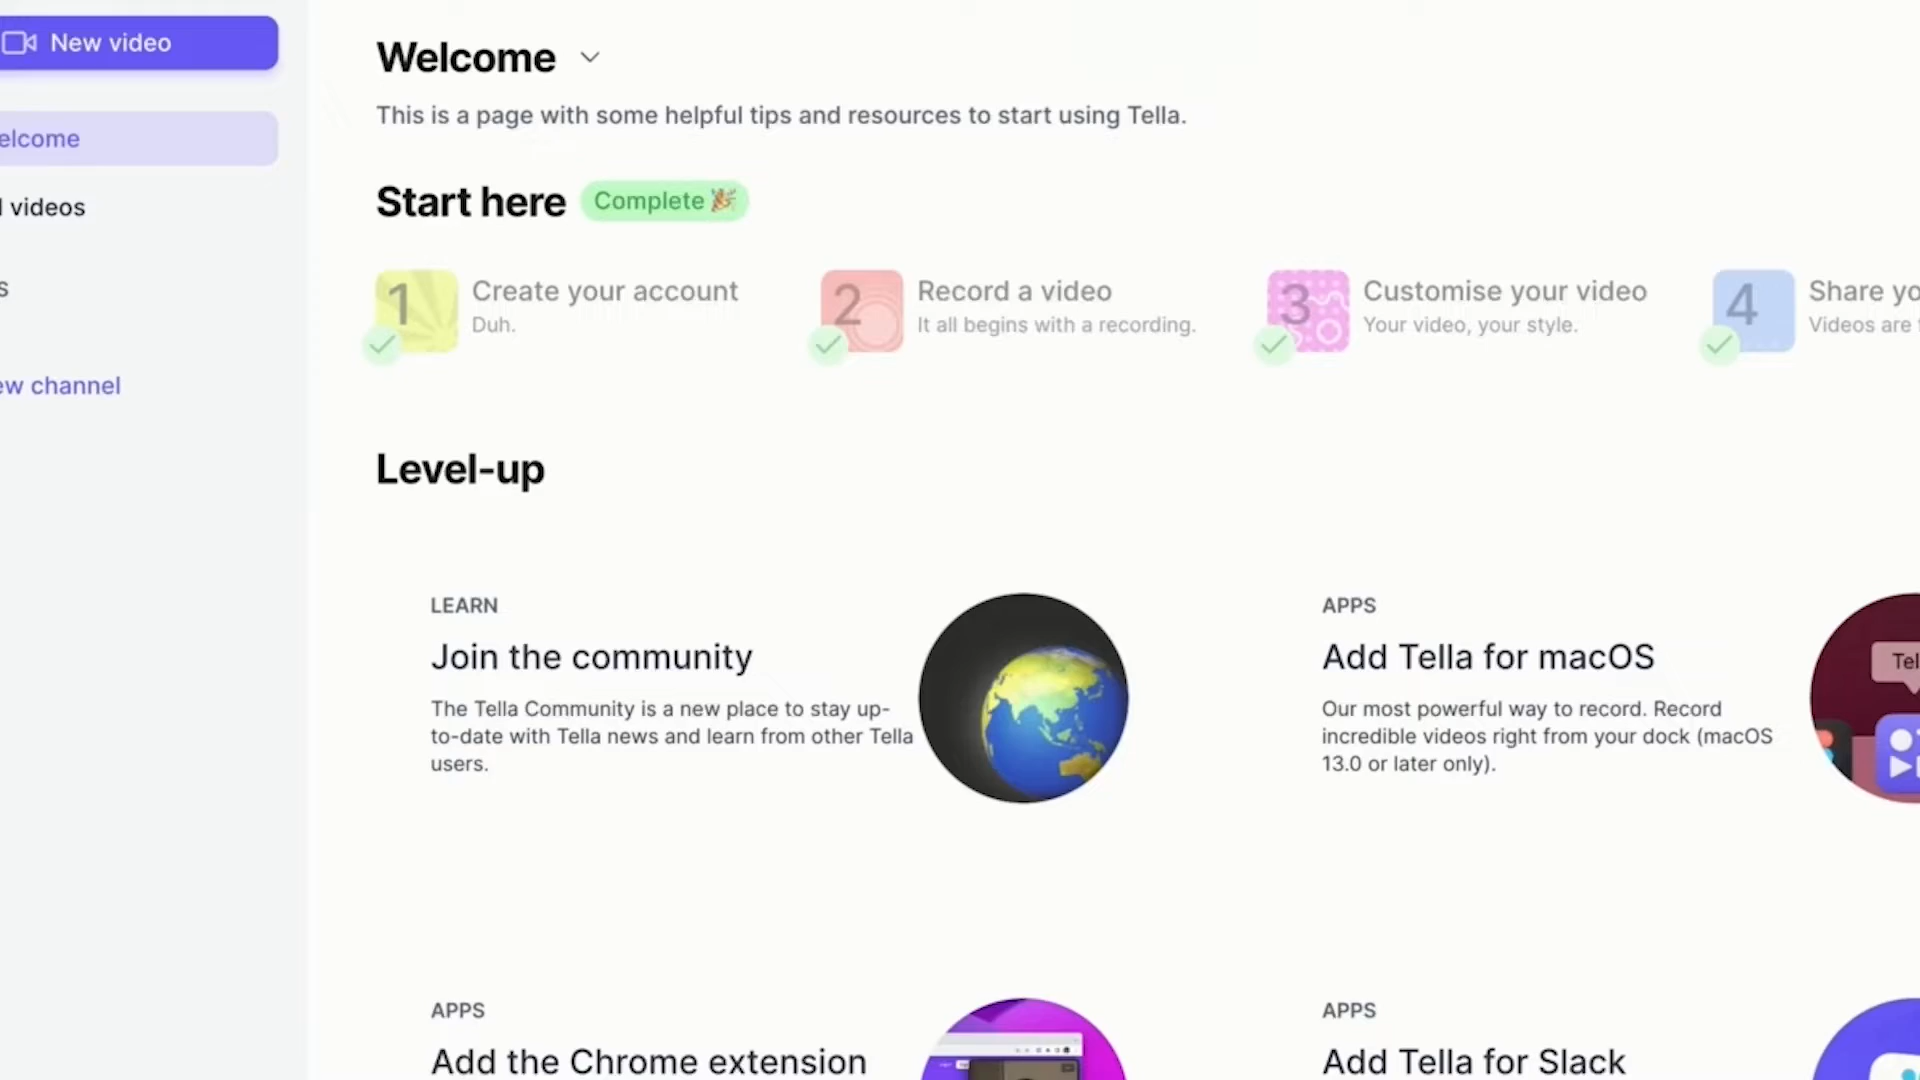 New video
elcome
videos
s
ew channel
Welcome
This is a page with some helpful tips and resources to start using Tella.
Start here
Complete 🎉
1
Create your account
Duh.
2
Record a video
It all begins with a recording.
3
Customise your video
Your video, your style.
4
Share yo
Videos are
Level-up
LEARN
Join the community
The Tella Community is a new place to stay up-
to-date with Tella news and learn from other Tella
users.
APPS
Add Tella for macOS
Our most powerful way to record. Record
incredible videos right from your dock (macOS
13.0 or later only).
Tel
APPS
Add the Chrome extension
APPS
Add Tella for Slack